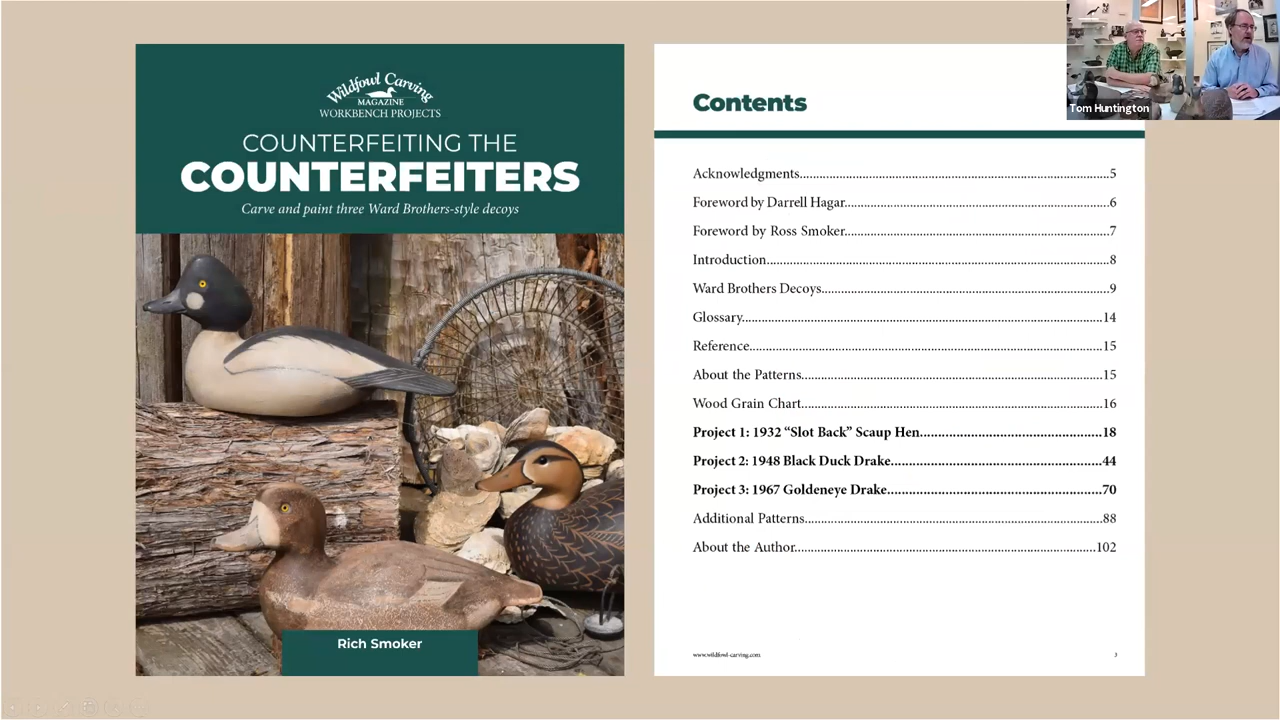 Wildfowl Carving
MAGAZINE
WORKBENCH PROJECTS
COUNTERFEITING THE
COUNTERFEITERS
Carve and paint three Ward Brothers-style decoys
Rich Smoker
Contents
Acknowledgments..........5
Foreword by Darrell Hagar..........6
Foreword by Ross Smoker..........7
Introduction..........8
Ward Brothers Decoys..........9
Glossary..........14
Reference..........15
About the Patterns..........15
Wood Grain Chart..........16
Project 1: 1932 “Slot Back” Scaup Hen..........18
Project 2: 1948 Black Duck Drake..........44
Project 3: 1967 Goldeneye Drake..........70
Additional Patterns..........88
About the Author..........102
www.wildfowl-carving.com
3
Tom Huntington